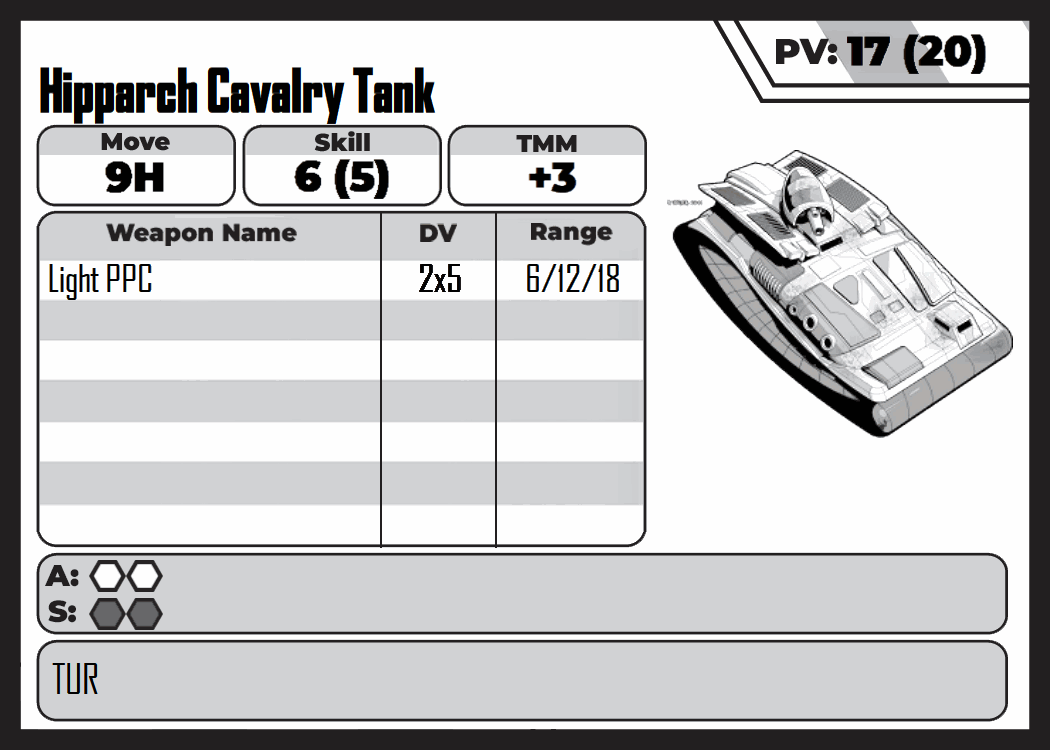 PV: 17 (20)
Hipparch Cavalry Tank
Move Skill TMM
9H 6 (5) +3
Weapon Name DV Range
Light PPC 2x5 6/12/18
A:
S:
TUR